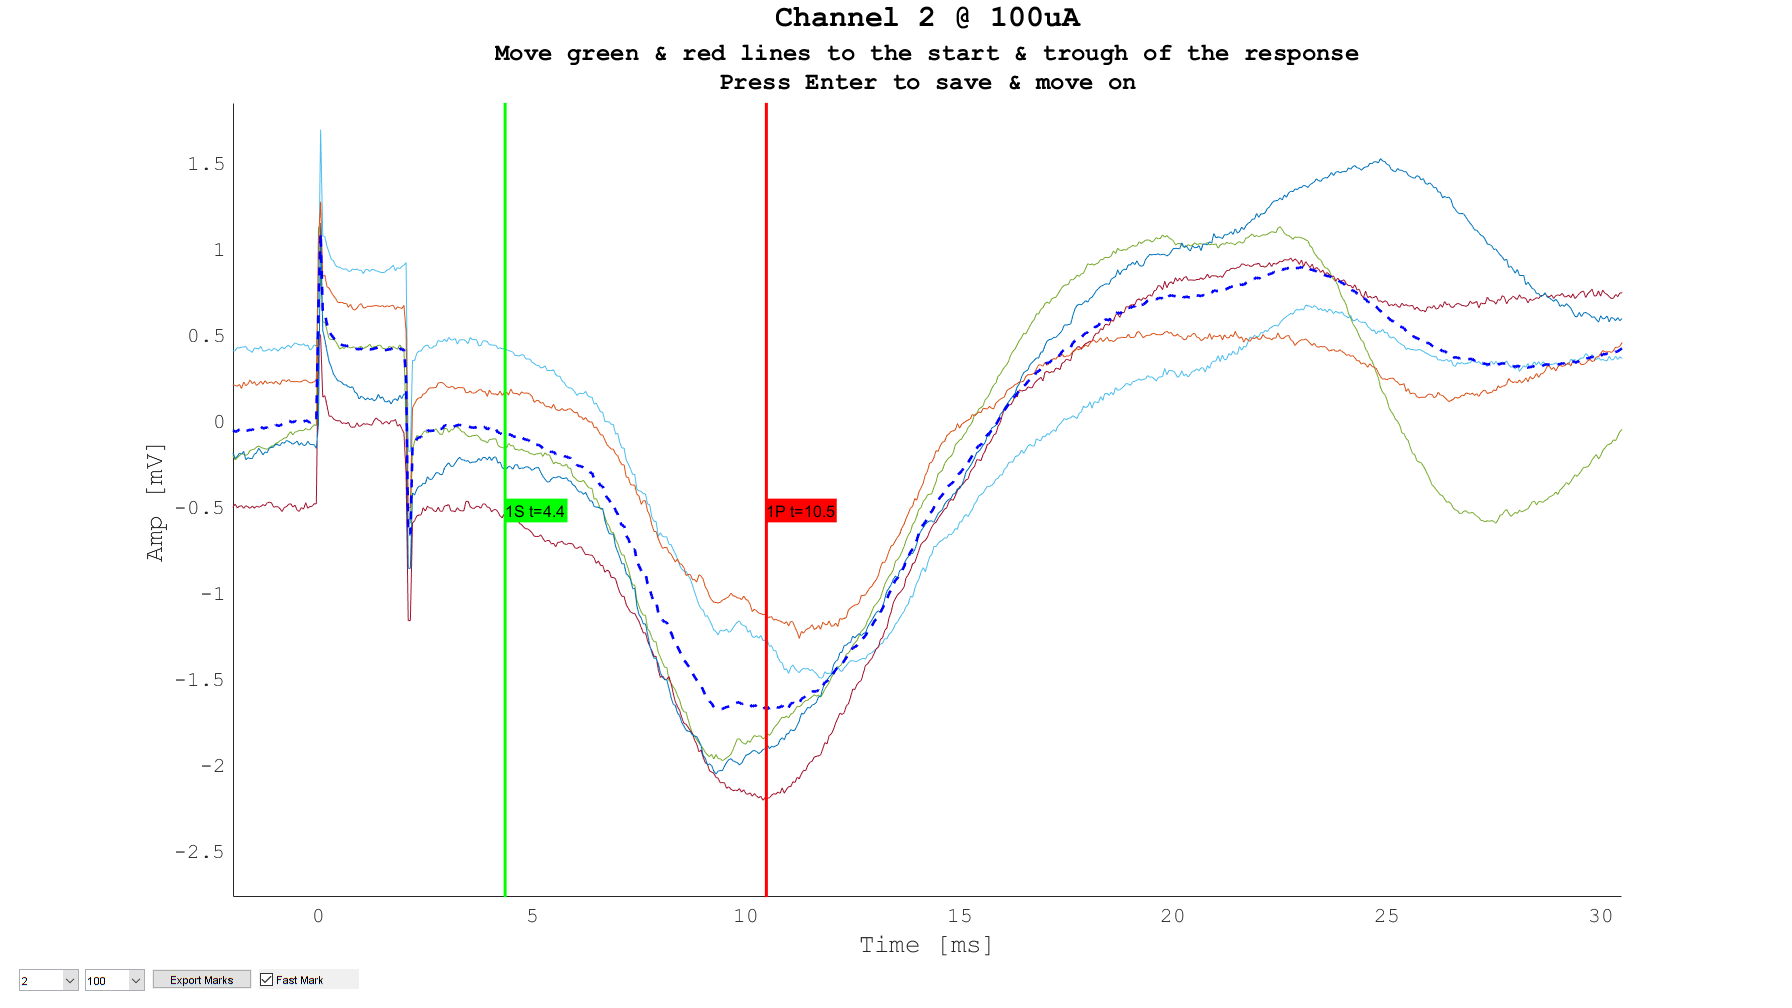 Channel 2 @ 100uA
Move green & red lines to the start & trough of the response
Press Enter to save & move on
Amp [mV]
1.5
1
0.5
0
-0.5
-1
-1.5
-2
-2.5
1S t=4.4
1P t=10.5
0 5 10 15 20 25 30
Time [ms]
2 100 Export Marks Fast Mark